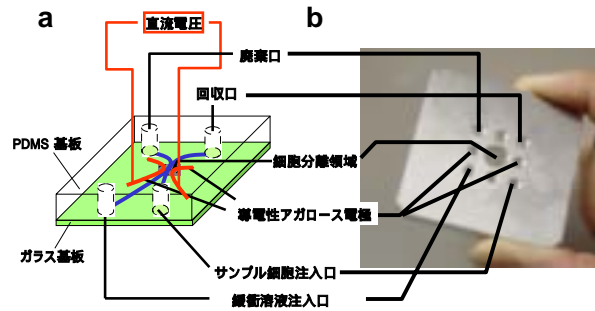 a
直流電圧
b
廃棄口
回収口
PDMS 基板
細胞分離領域
導電性アガロース電極
ガラス基板
サンプル細胞注入口
緩衝溶液注入口